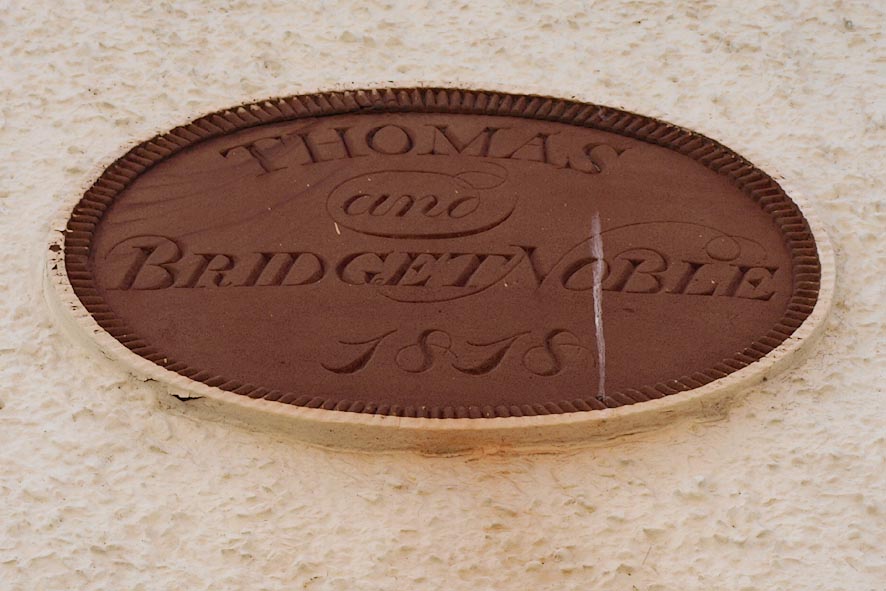 THOMAS
and
BRIDGET NOBLE
1818